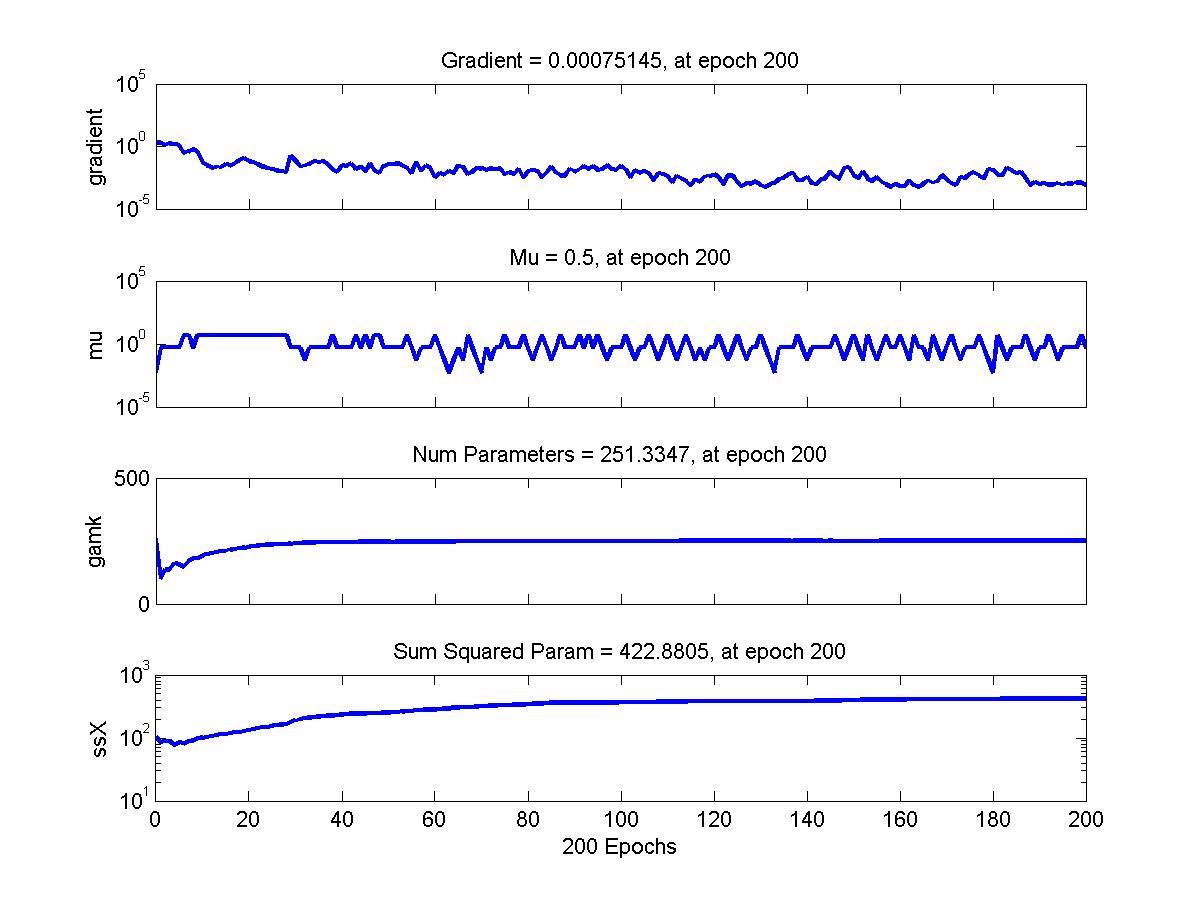 Gradient = 0.00075145, at epoch 200
10^5
10^0
10^-5
gradient
Mu = 0.5, at epoch 200
10^5
10^0
10^-5
mu
Num Parameters = 251.3347, at epoch 200
500
0
gamk
Sum Squared Param = 422.8805, at epoch 200
10^3
10^2
10^1
ssX
0 20 40 60 80 100 120 140 160 180 200
200 Epochs